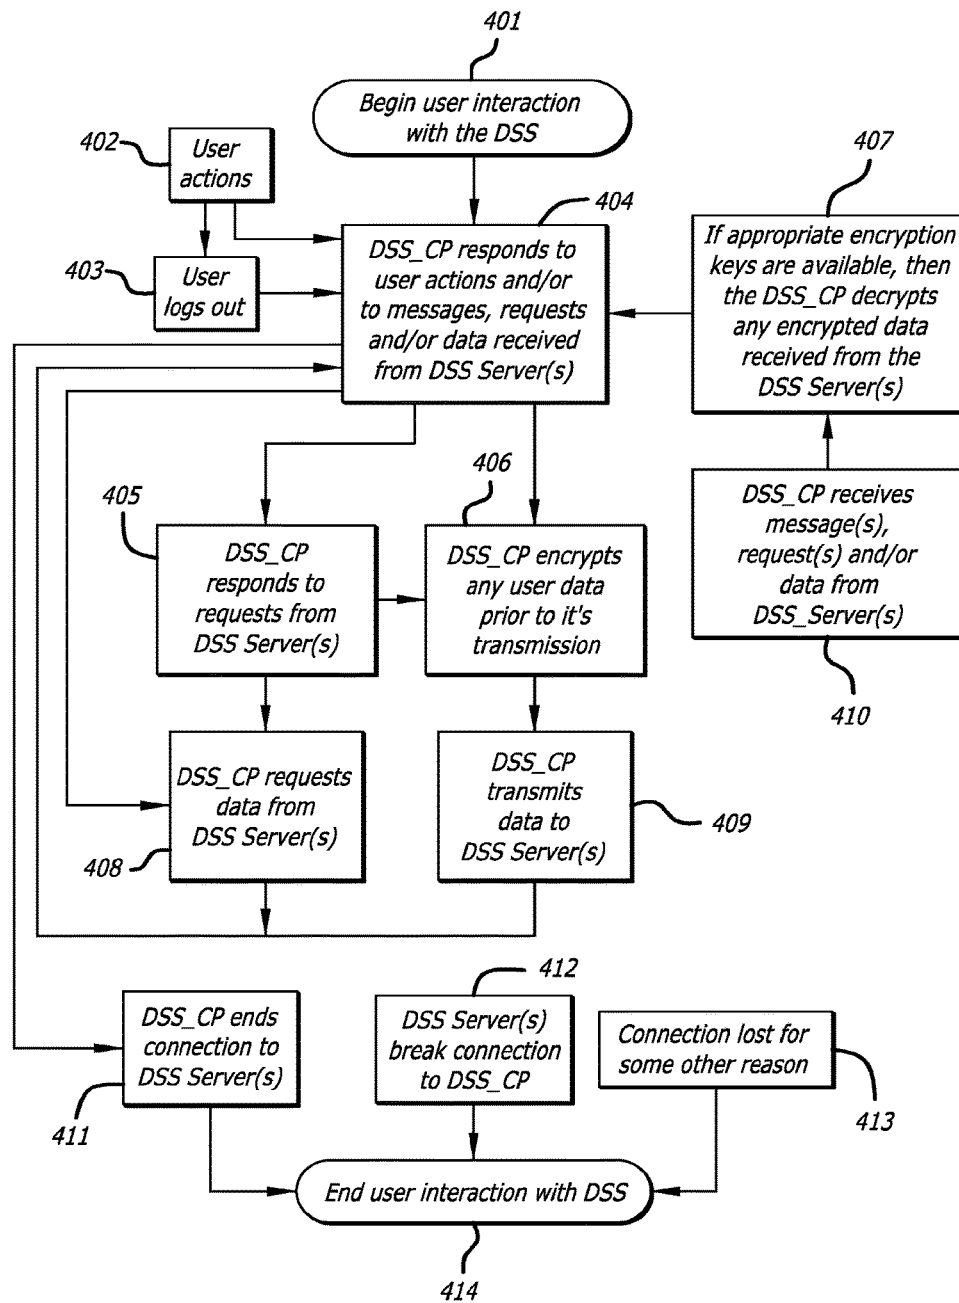 401
Begin user interaction
with the DSS
402
User
actions
403
User
logs out
404
DSS_CP responds to
user actions and/or
to messages, requests
and/or data received
from DSS Server(s)
407
If appropriate encryption
keys are available, then
the DSS_CP decrypts
any encrypted data
received from the
DSS Server(s)
405
DSS_CP
responds to
requests from
DSS Server(s)
406
DSS_CP encrypts
any user data
prior to it's
transmission
DSS_CP receives
message(s),
request(s) and/or
data from
DSS_Server(s)
410
DSS_CP requests
data from
DSS Server(s)
408
DSS_CP
transmits
data to
DSS Server(s)
409
DSS_CP ends
connection to
DSS Server(s)
411
412
DSS Server(s)
break connection
to DSS_CP
Connection lost for
some other reason
413
End user interaction with DSS
414